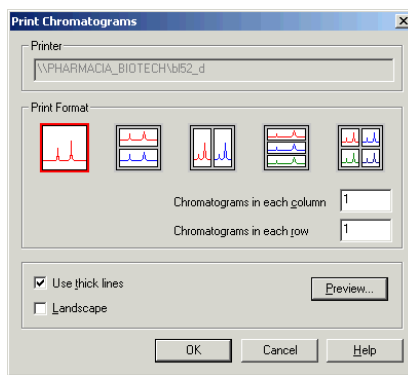 Print Chromatograms
Printer
\\PHARMACIA_BIOTECH\bl52_d
Print Format
Chromatograms in each column 1
Chromatograms in each row 1
Use thick lines
Preview...
Landscape
OK Cancel Help